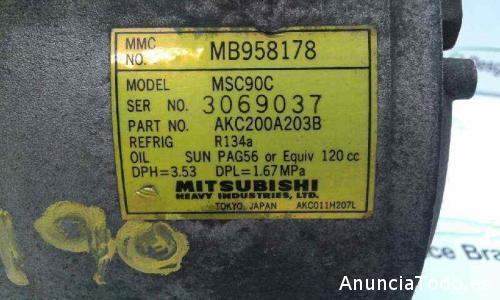 MMC
NO. MB958178
MODEL MSC90C
SER NO. 3069037
PART NO. AKC200A203B
REFRIG R134a
OIL SUN PAG56 or Equiv 120 cc
DPH=3.53 DPL=1.67MPa
MITSUBISHI
HEAVY INDUSTRIES, LTD.
TOKYO, JAPAN AKC011H207L
190
AnunciaTodo.es